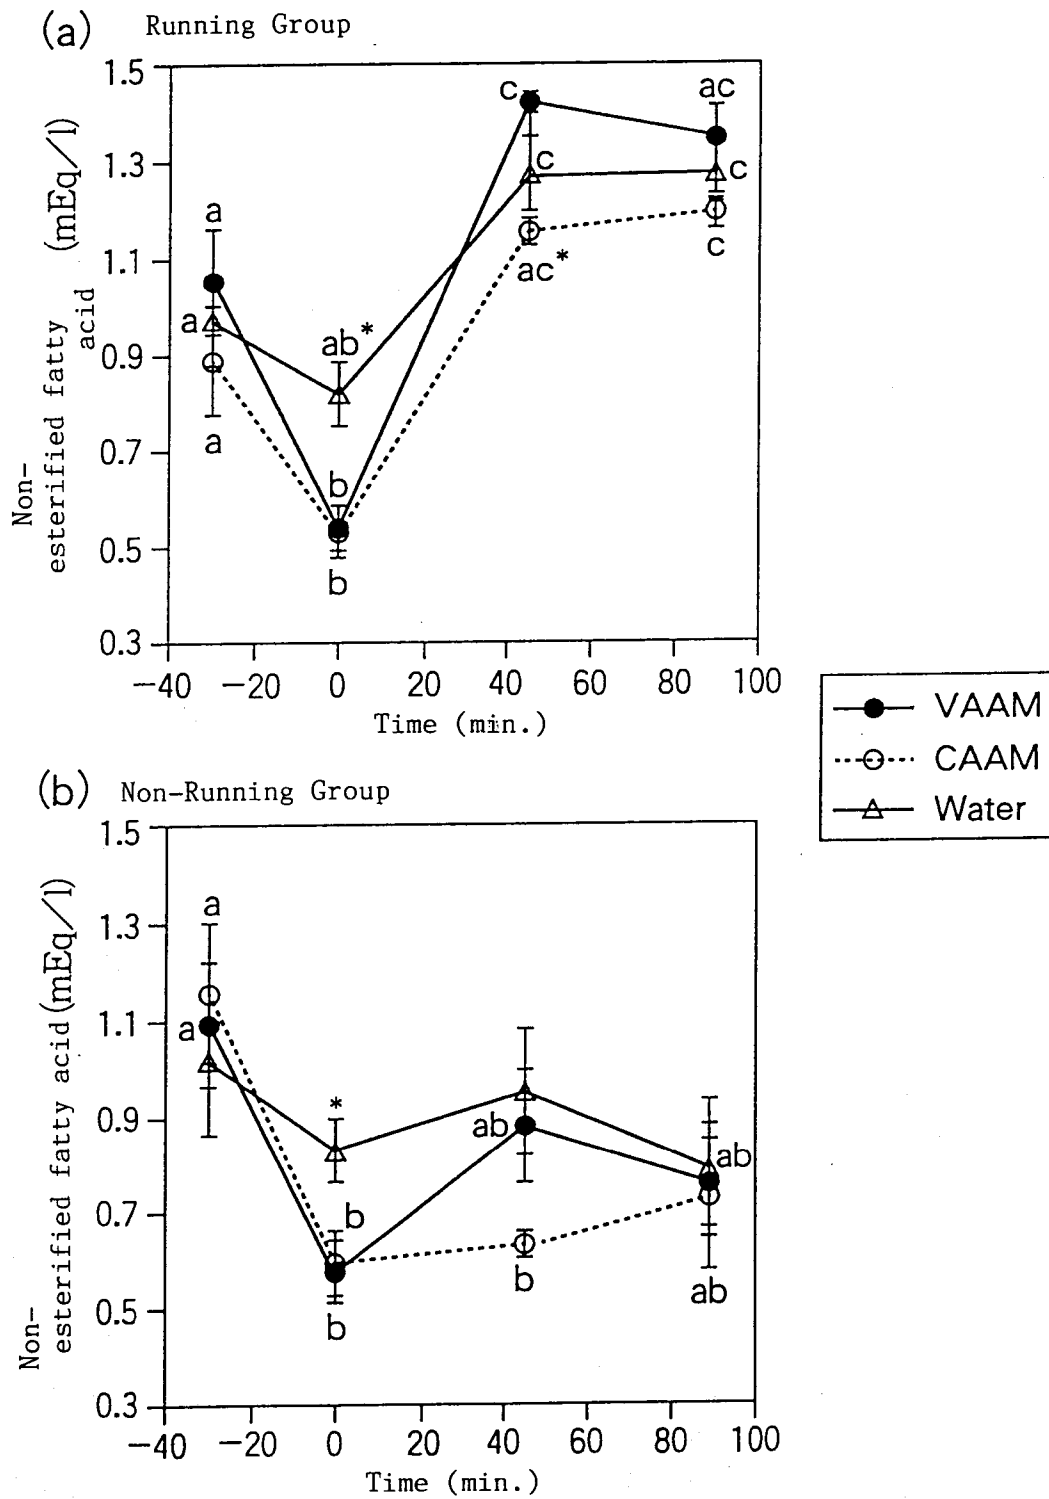 (a) Running Group
1.5
1.3
1.1
0.9
0.7
0.5
0.3
Non-
esterified fatty
acid
(mEq/l)
a
a
a
ab*
b
b
c
c
ac*
ac
c
c
−40 −20 0 20 40 60 80 100
Time (min.)
VAAM
CAAM
Water
(b) Non-Running Group
1.5
1.3
1.1
0.9
0.7
0.5
0.3
Non-
esterified fatty acid (mEq/l)
a
a
*
b
b
ab
b
ab
ab
−40 −20 0 20 40 60 80 100
Time (min.)